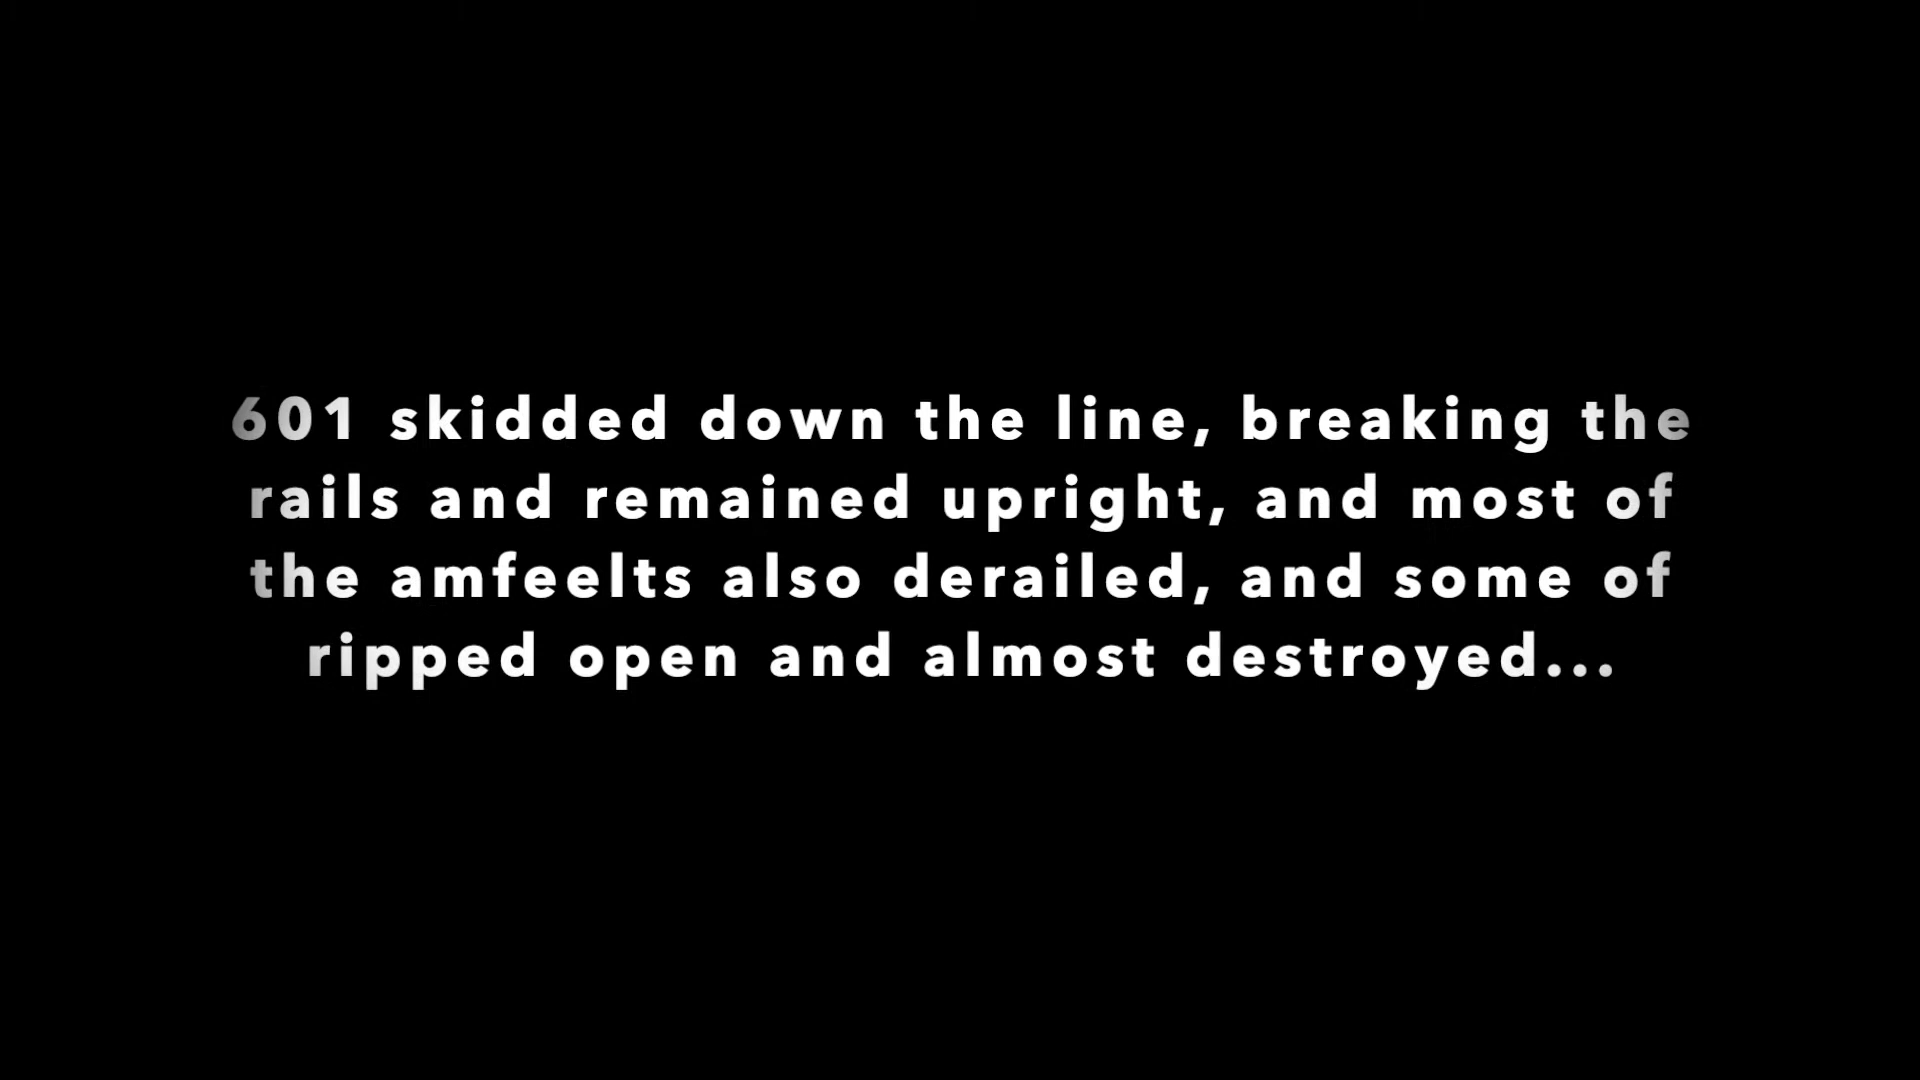 601 skidded down the line, breaking the
rails and remained upright, and most of
the amfeelts also derailed, and some of
ripped open and almost destroyed...